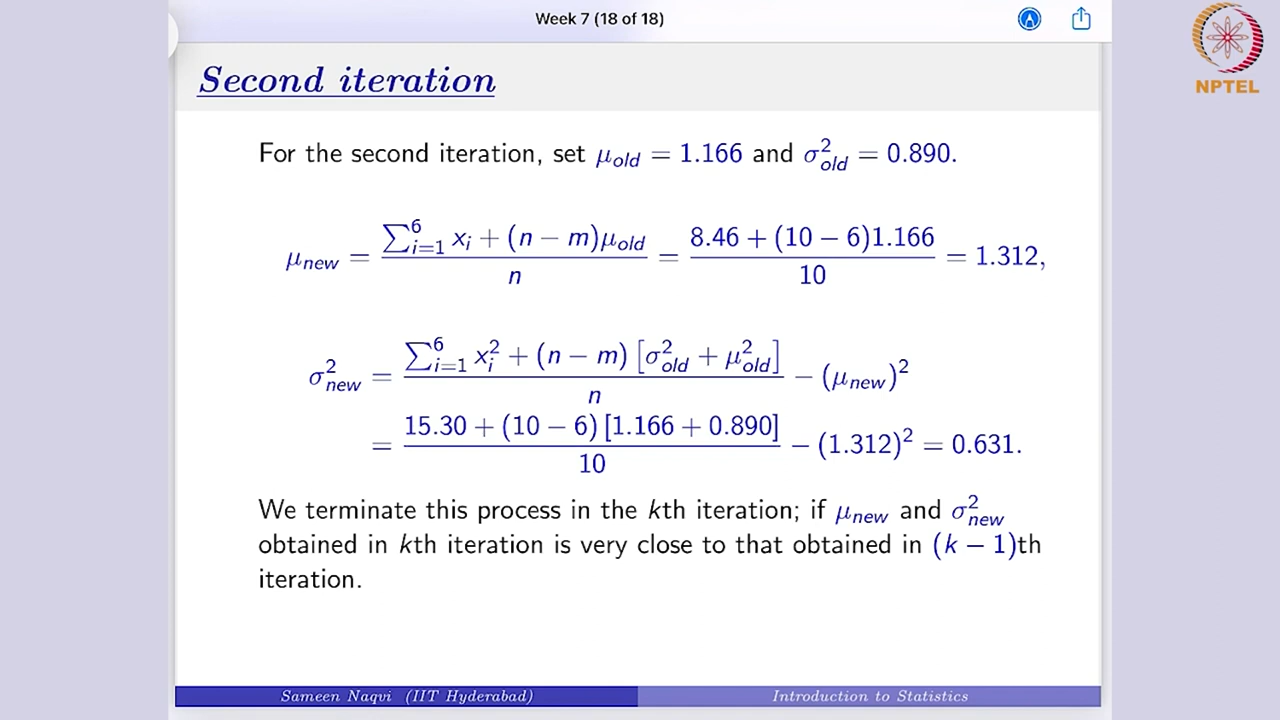 Week 7 (18 of 18)
NPTEL
Second iteration
For the second iteration, set μ_old = 1.166 and σ²_old = 0.890.
μ_new = (∑_{i=1}^{6} x_i + (n − m)μ_old) / n = (8.46 + (10 − 6)1.166) / 10 = 1.312,
σ²_new = (∑_{i=1}^{6} x_i² + (n − m) [σ²_old + μ²_old]) / n − (μ_new)²
= (15.30 + (10 − 6) [1.166 + 0.890]) / 10 − (1.312)² = 0.631.
We terminate this process in the kth iteration; if μ_new and σ²_new
obtained in kth iteration is very close to that obtained in (k − 1)th
iteration.
Sameen Naqvi (IIT Hyderabad)
Introduction to Statistics